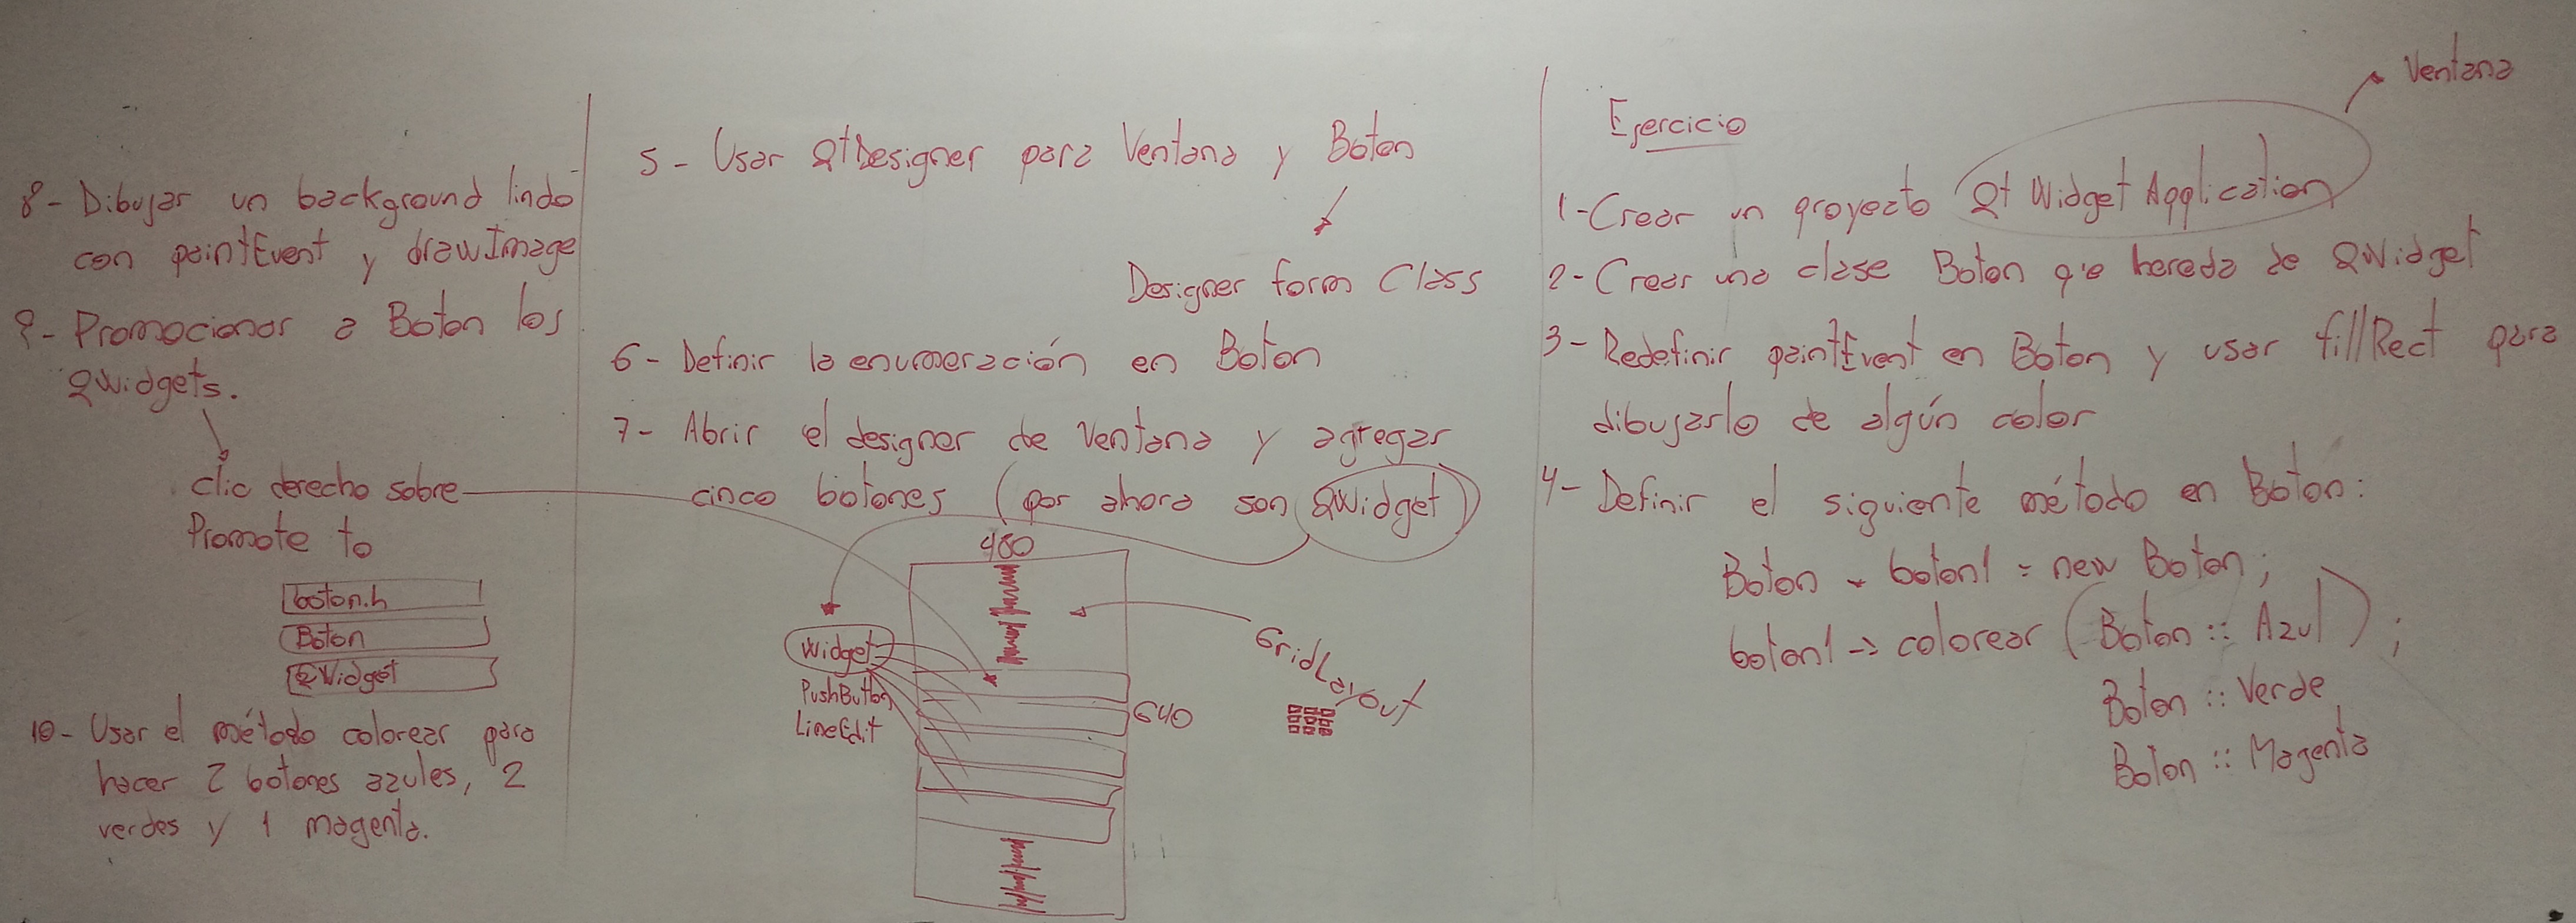 Ventana
Ejercicio
1-Crear un proyecto Qt Widget Application
2-Crear una clase Boton que hereda de QWidget
3-Redefinir paintEvent en Boton y usar fillRect para
dibujarlo de algún color
4-Definir el siguiente método en Boton:
Boton * boton1 = new Boton;
boton1 -> colorear (Boton :: Azul);
Boton :: Verde
Boton :: Magenta
5- Usar QtDesigner para Ventana y Boton
Designer form Class
6- Definir la enumeración en Boton
7- Abrir el designer de Ventana y agregar
cinco botones (por ahora son QWidget)
480
Widget
PushButton
LineEdit
640
GridLayout
8- Dibujar un background lindo
con paintEvent y drawImage
9- Promocionar a Boton los
QWidgets.
clic derecho sobre
Promote to
boton.h
Boton
QWidget
10- Usar el método colorear para
hacer 2 botones azules, 2
verdes y 1 magenta.